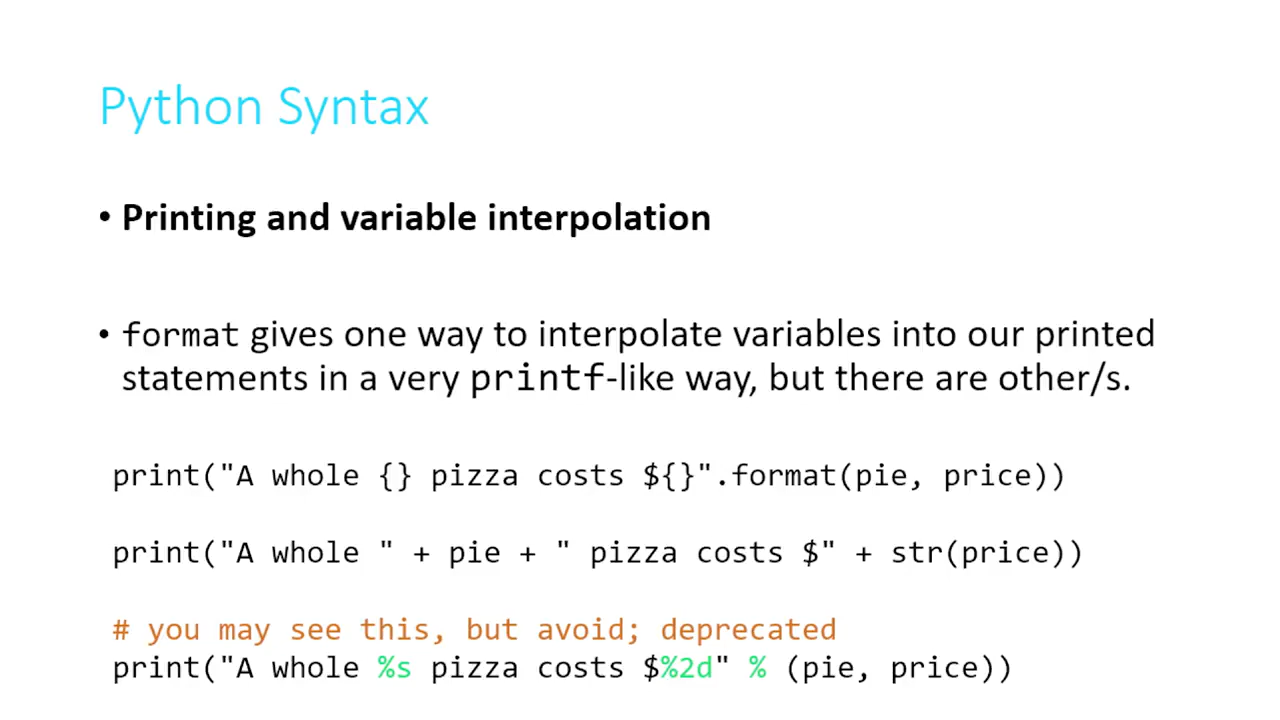 Python Syntax
• Printing and variable interpolation
• format gives one way to interpolate variables into our printed
statements in a very printf-like way, but there are other/s.
print("A whole {} pizza costs ${}".format(pie, price))
print("A whole " + pie + " pizza costs $" + str(price))
# you may see this, but avoid; deprecated
print("A whole %s pizza costs $%2d" % (pie, price))